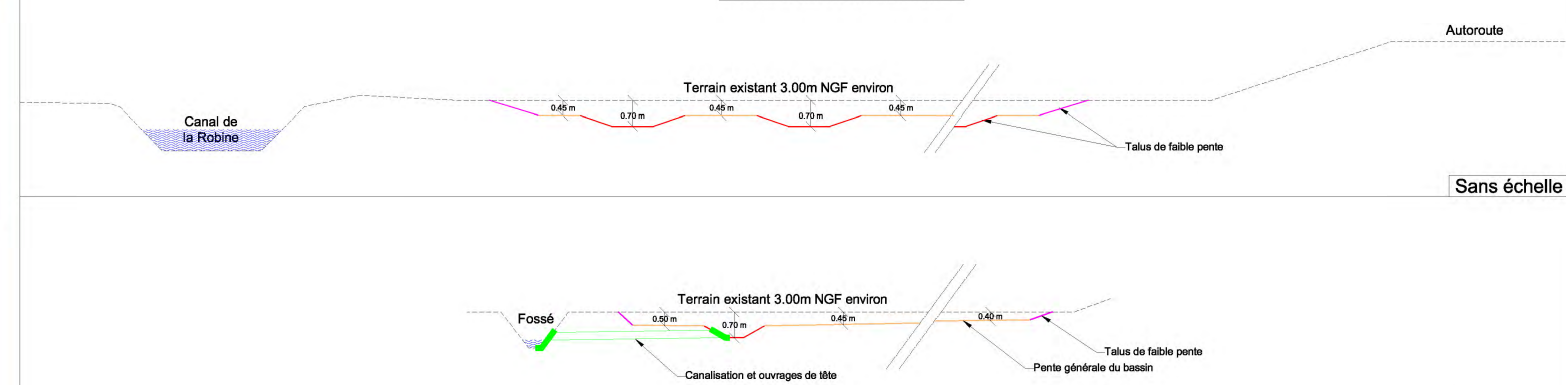 Autoroute
Terrain existant 3.00m NGF environ
0.45 m
0.70 m
0.45 m
0.70 m
0.45 m
Canal de
la Robine
Talus de faible pente
Sans échelle
Terrain existant 3.00m NGF environ
Fossé
0.50 m
0.70 m
0.45 m
0.40 m
Talus de faible pente
Pente générale du bassin
Canalisation et ouvrages de tête